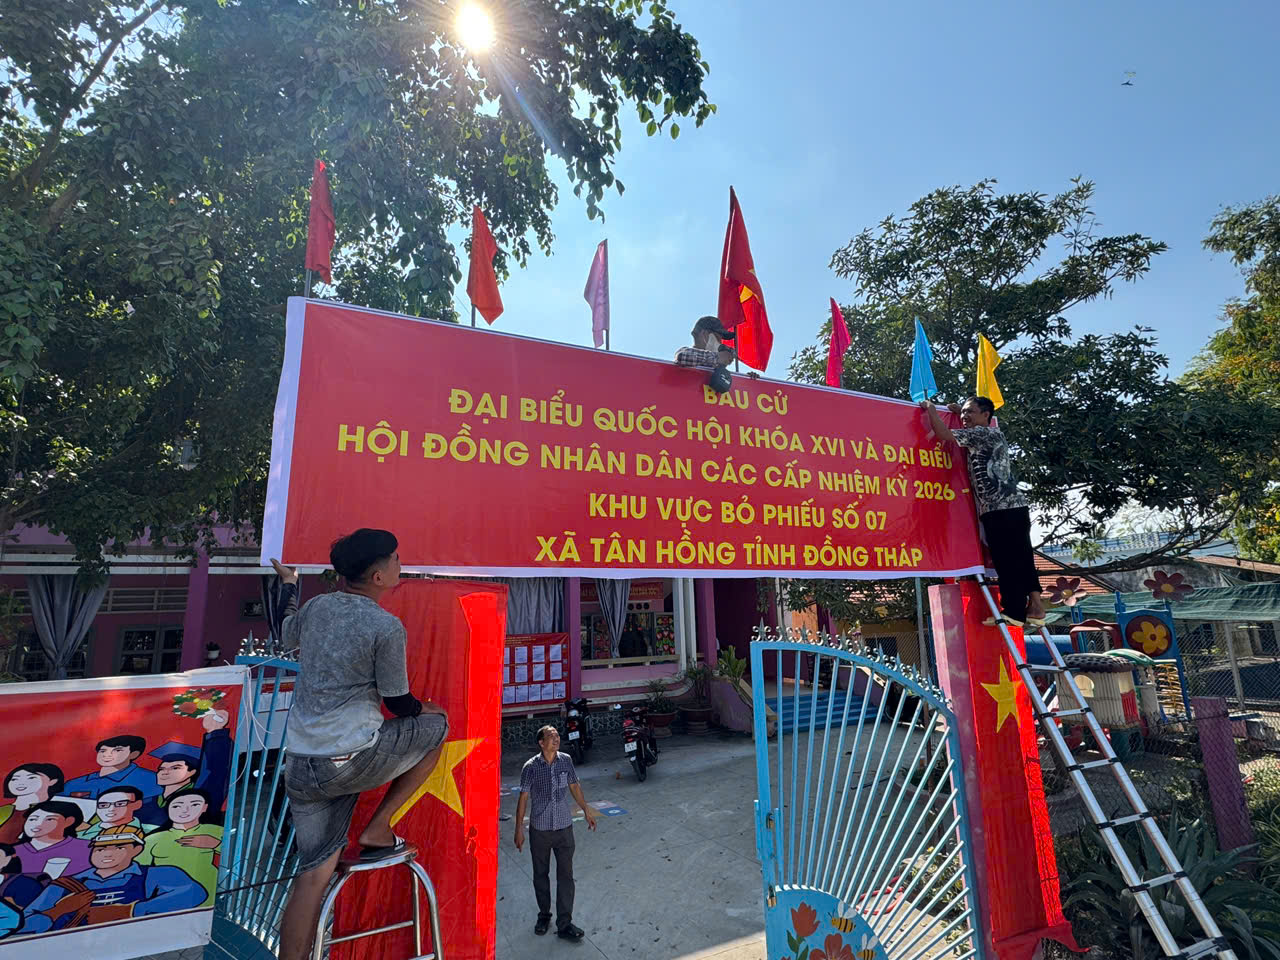 BẦU CỬ
ĐẠI BIỂU QUỐC HỘI KHÓA XVI VÀ ĐẠI BIỂU
HỘI ĐỒNG NHÂN DÂN CÁC CẤP NHIỆM KỲ 2026 -
KHU VỰC BỎ PHIẾU SỐ 07
XÃ TÂN HỒNG TỈNH ĐỒNG THÁP